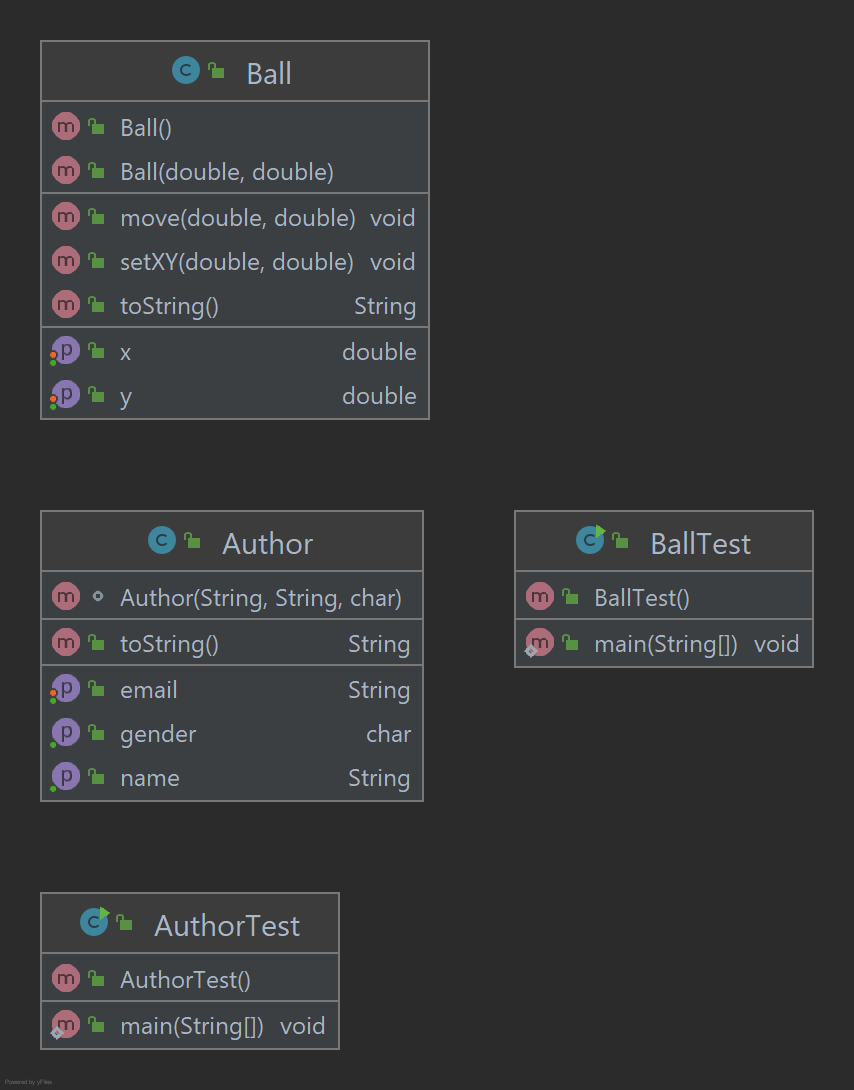 Ball
Ball()
Ball(double, double)
move(double, double) void
setXY(double, double) void
toString() String
x double
y double
Author
Author(String, String, char)
toString() String
email String
gender char
name String
BallTest
BallTest()
main(String[]) void
AuthorTest
AuthorTest()
main(String[]) void
Powered by yFiles